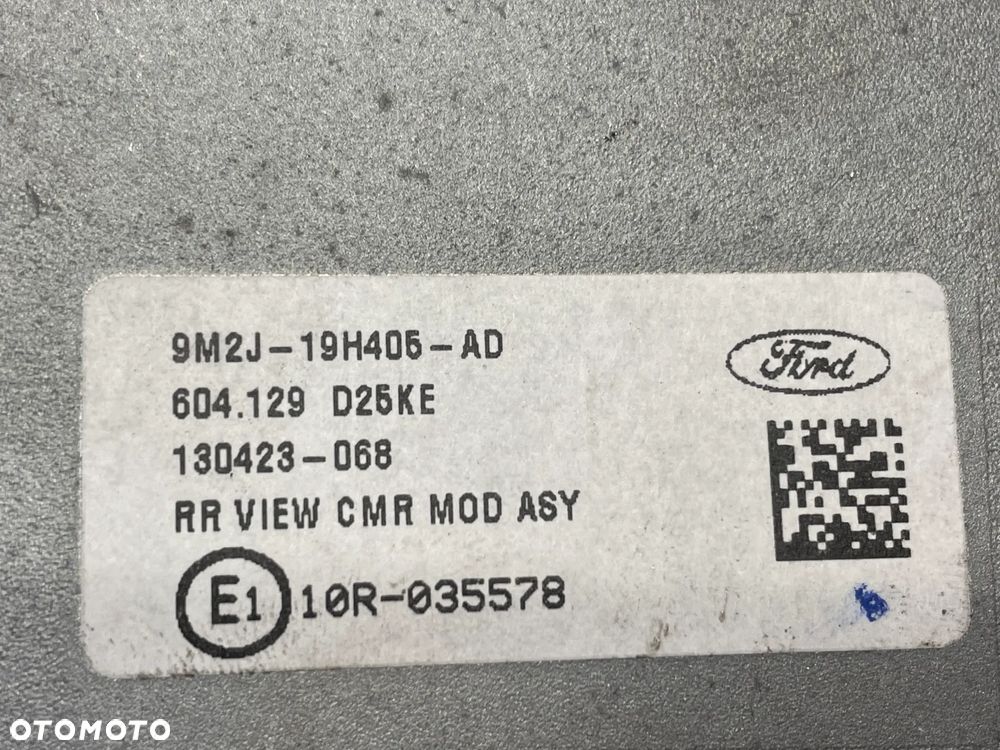 9M2J-19H405-AD
Ford
604.129 D25KE
130423-068
RR VIEW CMR MOD ASY
E1 10R-035578
OTOMOTO